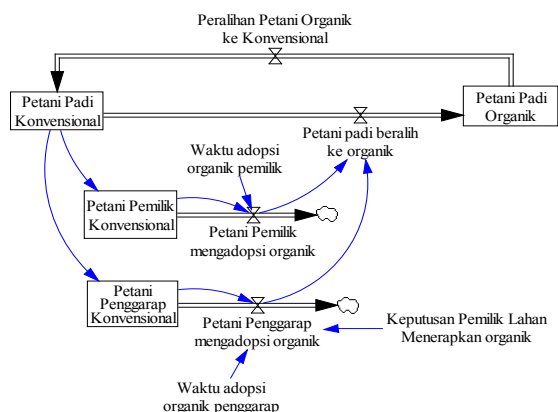 Peralihan Petani Organik
ke Konvensional
Petani Padi
Konvensional
Petani Padi
Organik
Petani padi beralih
ke organik
Waktu adopsi
organik pemilik
Petani Pemilik
Konvensional
Petani Pemilik
mengadopsi organik
Petani
Penggarap
Konvensional
Petani Penggarap
mengadopsi organik
Keputusan Pemilik Lahan
Menerapkan organik
Waktu adopsi
organik penggarap